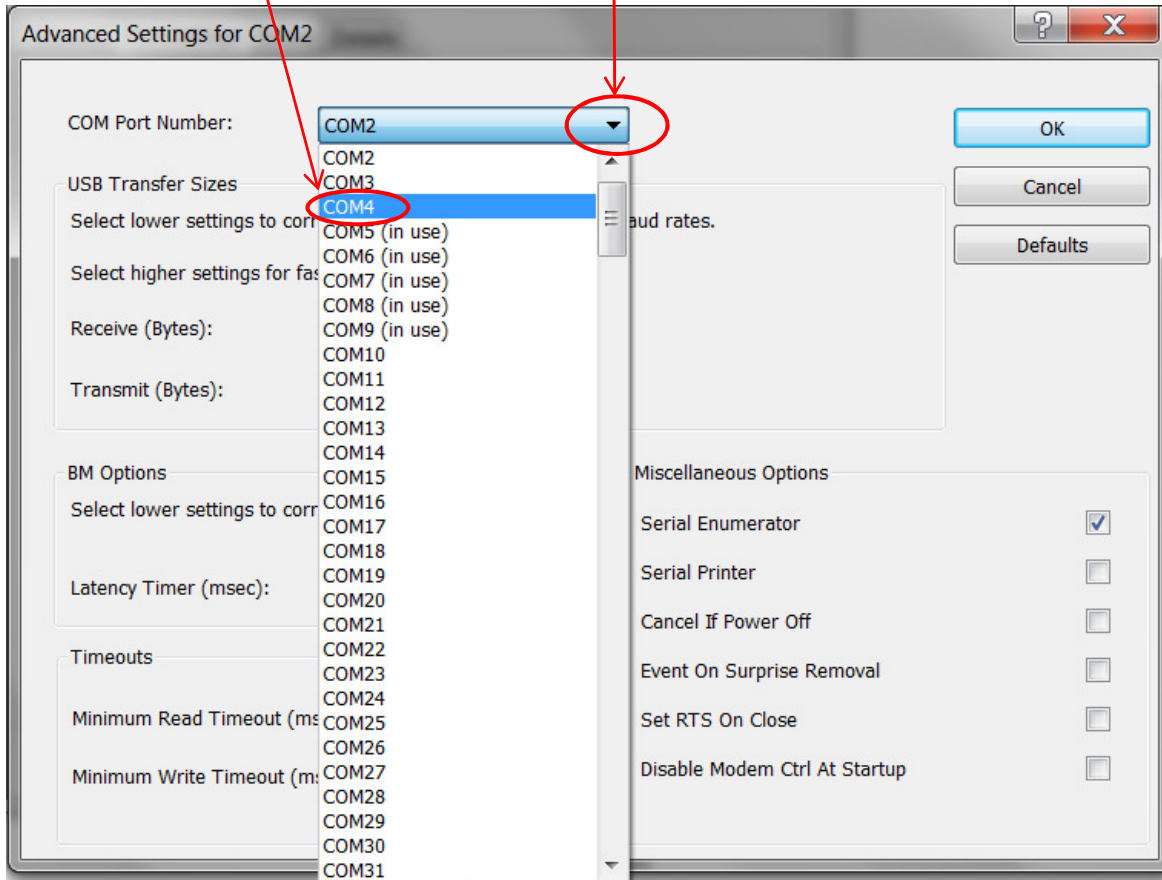 Advanced Settings for COM2
COM Port Number:
COM2
OK
Cancel
Defaults
COM2
COM3
COM4
COM5 (in use)
COM6 (in use)
COM7 (in use)
COM8 (in use)
COM9 (in use)
COM10
COM11
COM12
COM13
COM14
COM15
COM16
COM17
COM18
COM19
COM20
COM21
COM22
COM23
COM24
COM25
COM26
COM27
COM28
COM29
COM30
COM31
USB Transfer Sizes
Select lower settings to corr aud rates.
Select higher settings for fas
Receive (Bytes):
Transmit (Bytes):
BM Options
Select lower settings to corr
Latency Timer (msec):
Timeouts
Minimum Read Timeout (ms
Minimum Write Timeout (ms
Miscellaneous Options
Serial Enumerator
Serial Printer
Cancel If Power Off
Event On Surprise Removal
Set RTS On Close
Disable Modem Ctrl At Startup